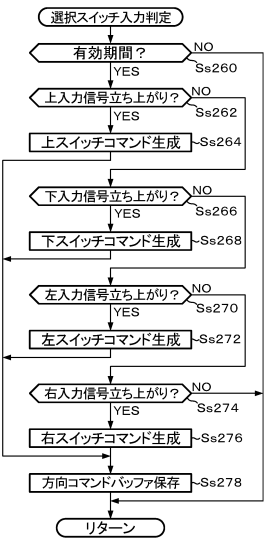 選択スイッチ入力判定
有効期間？
NO
Ss260
YES
上入力信号立ち上がり？
NO
Ss262
YES
上スイッチコマンド生成
Ss264
下入力信号立ち上がり？
NO
Ss266
YES
下スイッチコマンド生成
Ss268
左入力信号立ち上がり？
NO
Ss270
YES
左スイッチコマンド生成
Ss272
右入力信号立ち上がり？
NO
Ss274
YES
右スイッチコマンド生成
Ss276
方向コマンドバッファ保存
Ss278
リターン